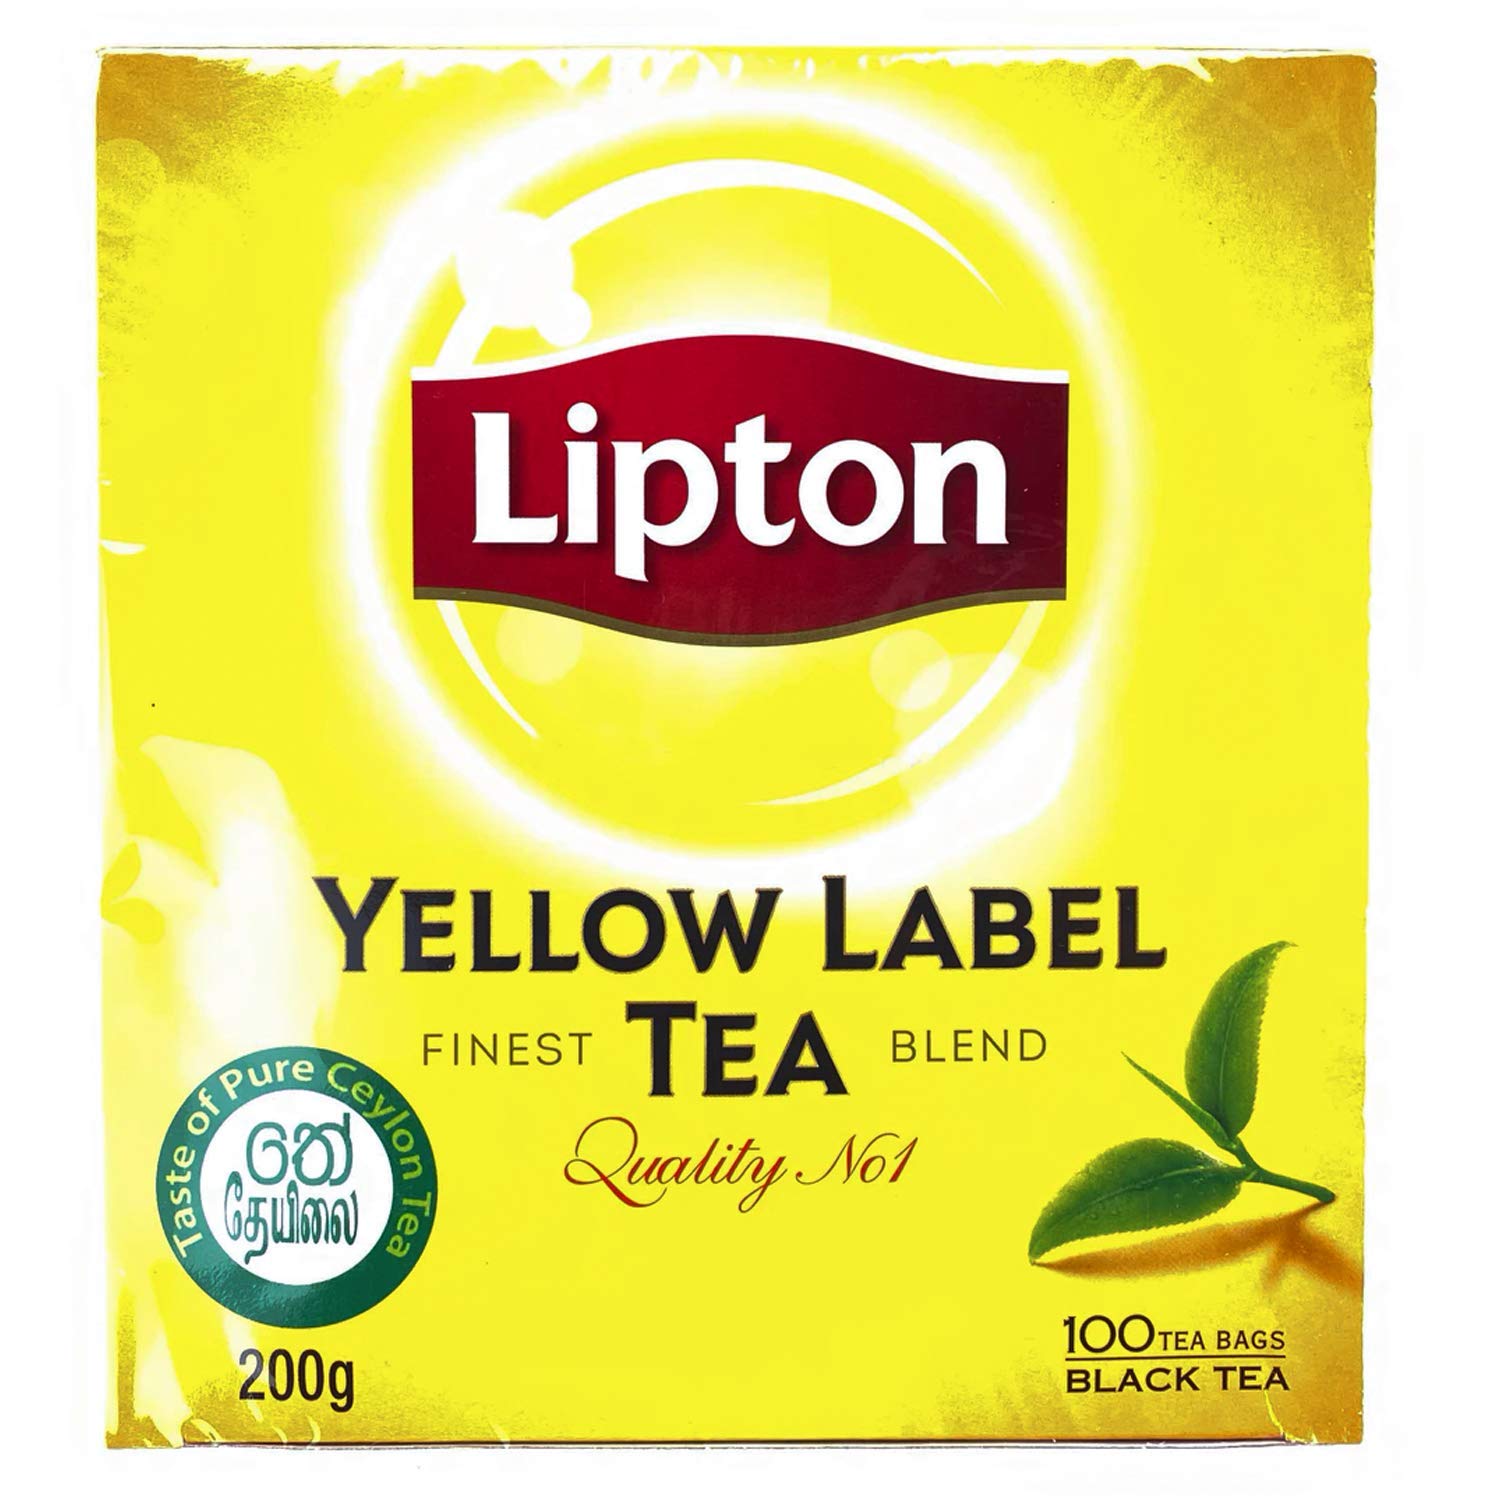 Lipton
YELLOW LABEL
FINEST TEA BLEND
Quality No1
Taste of Pure Ceylon Tea
තේ
தேயிலை
200g
100 TEA BAGS
BLACK TEA